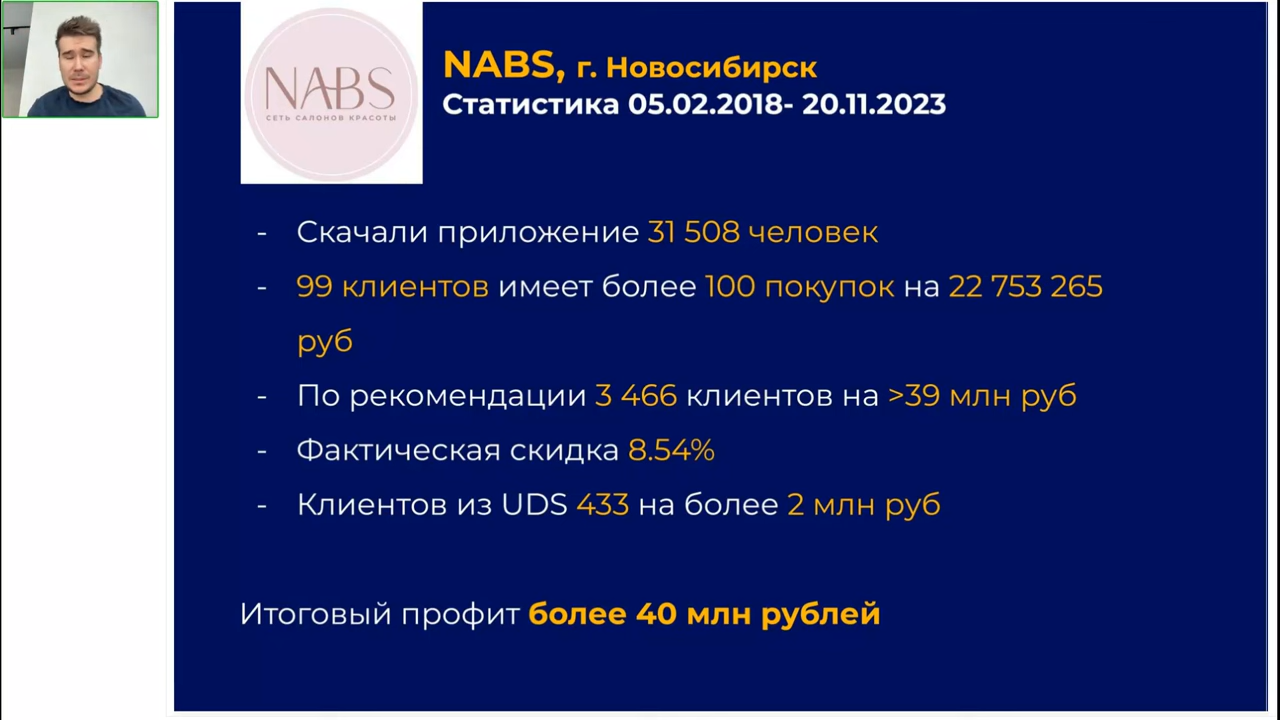 NABS
СЕТЬ САЛОНОВ КРАСОТЫ
NABS, г. Новосибирск
Статистика 05.02.2018- 20.11.2023
- Скачали приложение 31 508 человек
- 99 клиентов имеет более 100 покупок на 22 753 265
руб
- По рекомендации 3 466 клиентов на >39 млн руб
- Фактическая скидка 8.54%
- Клиентов из UDS 433 на более 2 млн руб
Итоговый профит более 40 млн рублей